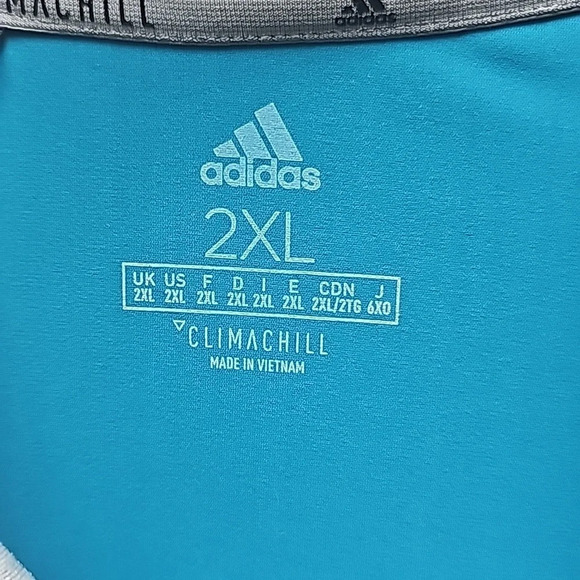 MACHILL adidas
adidas
2XL
UK US F D I E CDN J
2XL 2XL 2XL 2XL 2XL 2XL 2XL/2TG 6XO
CLIMACHILL
MADE IN VIETNAM